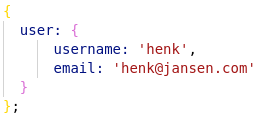 {
  user: {
    username: 'henk',
    email: 'henk@jansen.com'
  }
};